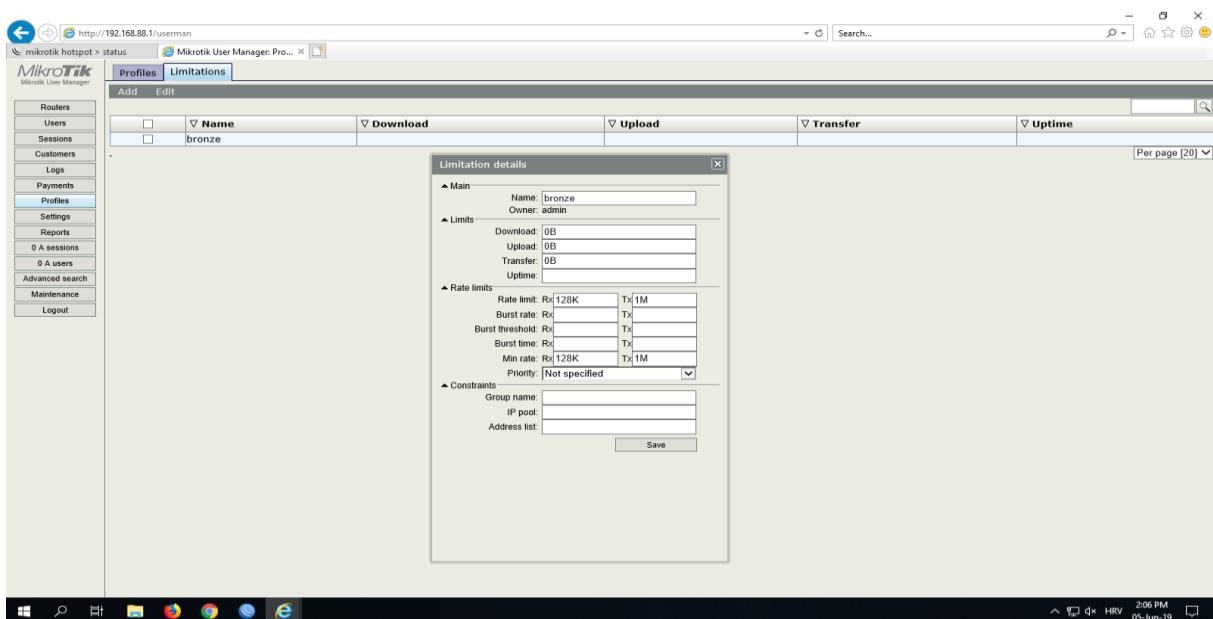 http://192.168.88.1/userman
Search...
mikrotik hotspot > status
Mikrotik User Manager: Pro...
MikroTik
Mikrotik User Manager
Profiles
Limitations
Add Edit
Routers
Users
Sessions
Customers
Logs
Payments
Profiles
Settings
Reports
0 A sessions
0 A users
Advanced search
Maintenance
Logout
Name Download Upload Transfer Uptime
bronze
Per page [20]
Limitation details
Main
Name: bronze
Owner: admin
Limits
Download: 0B
Upload: 0B
Transfer: 0B
Uptime:
Rate limits
Rate limit: Rx 128K Tx 1M
Burst rate: Rx Tx
Burst threshold: Rx Tx
Burst time: Rx Tx
Min rate: Rx 128K Tx 1M
Priority: Not specified
Constraints
Group name:
IP pool:
Address list:
Save
HRV
2:06 PM
05-Jun-19